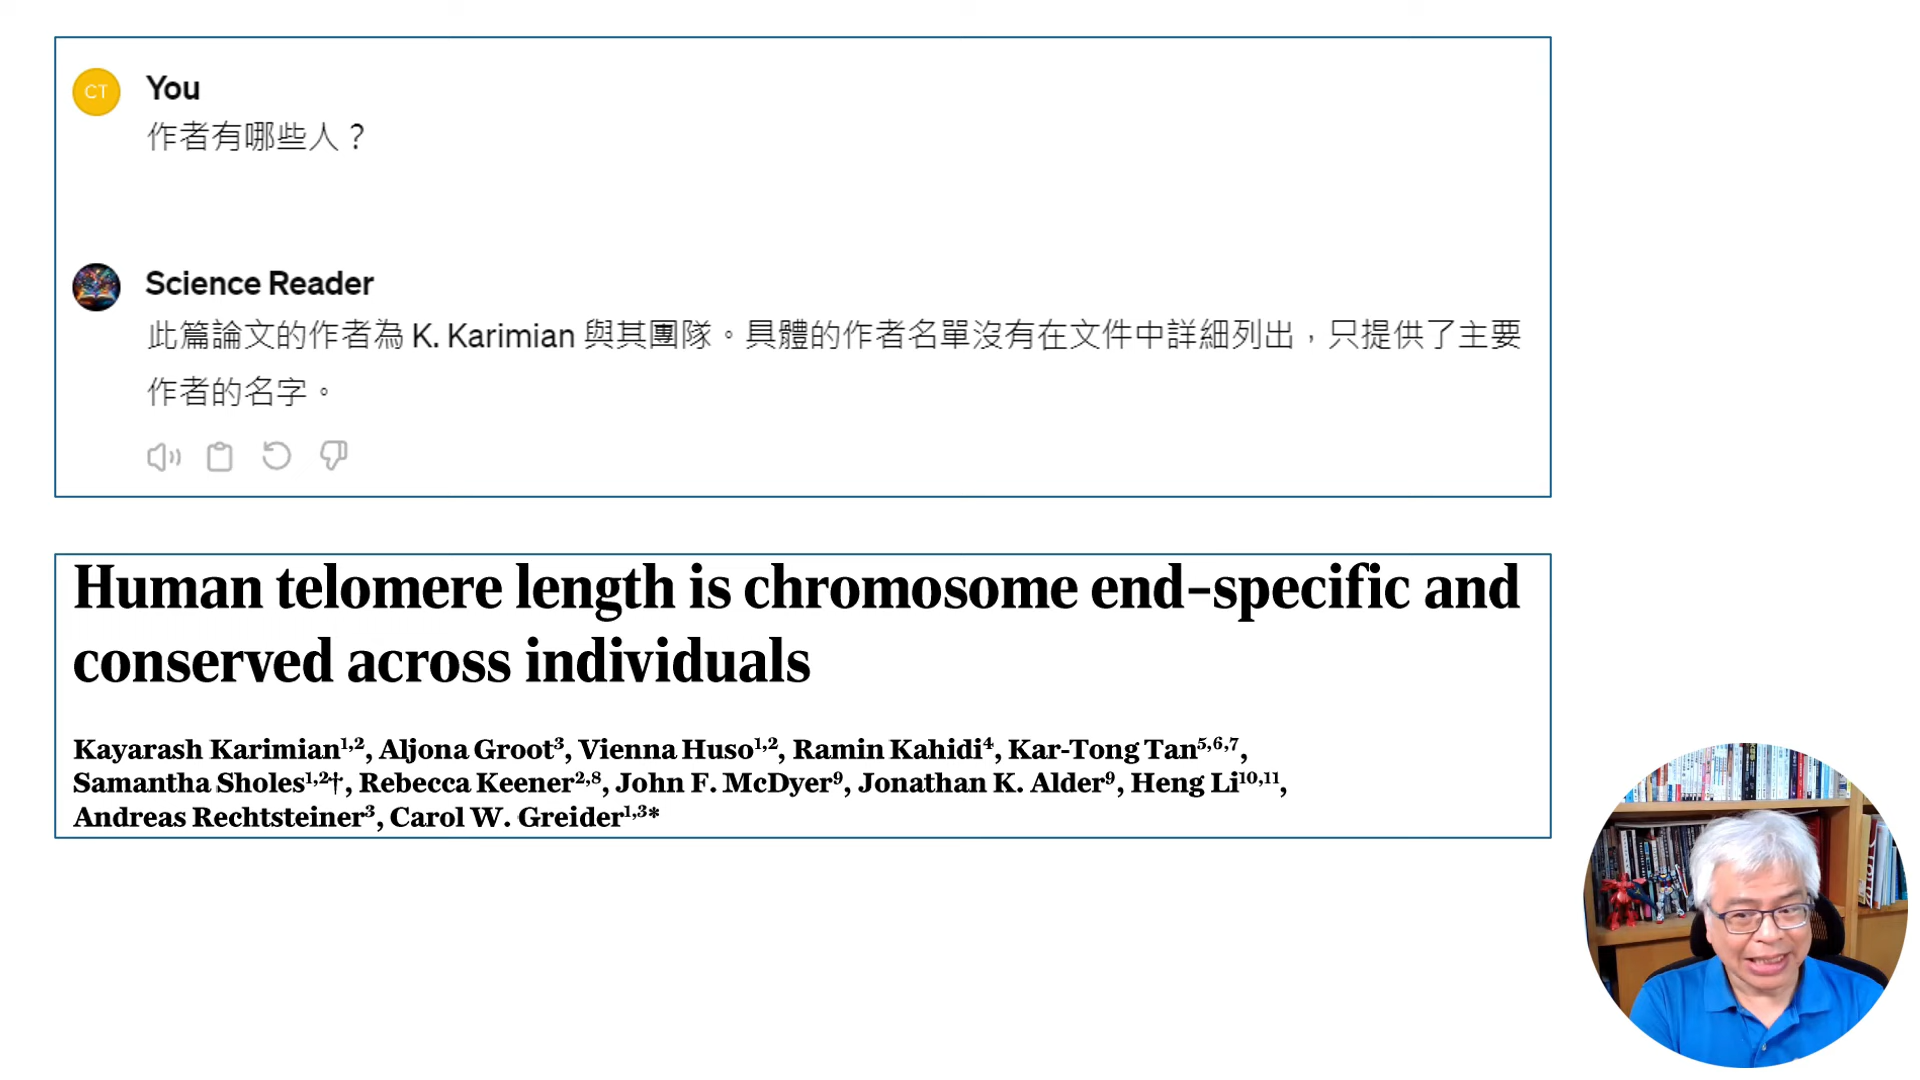 CT
You
作者有哪些人？
Science Reader
此篇論文的作者為 K. Karimian 與其團隊。具體的作者名單沒有在文件中詳細列出，只提供了主要
作者的名字。
Human telomere length is chromosome end-specific and
conserved across individuals
Kayarash Karimian1,2, Aljona Groot3, Vienna Huso1,2, Ramin Kahidi4, Kar-Tong Tan5,6,7,
Samantha Sholes1,2†, Rebecca Keener2,8, John F. McDyer9, Jonathan K. Alder9, Heng Li10,11,
Andreas Rechtsteiner3, Carol W. Greider1,3*